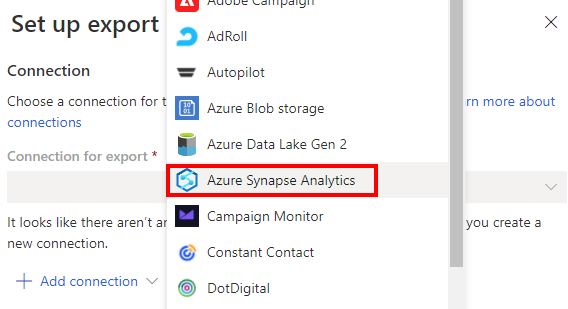 Set up export
Connection
Choose a connection for t
rn more about
connections
Connection for export *
It looks like there aren't ar
you create a
new connection.
Add connection
Adobe Campaign
AdRoll
Autopilot
Azure Blob storage
Azure Data Lake Gen 2
Azure Synapse Analytics
Campaign Monitor
Constant Contact
DotDigital